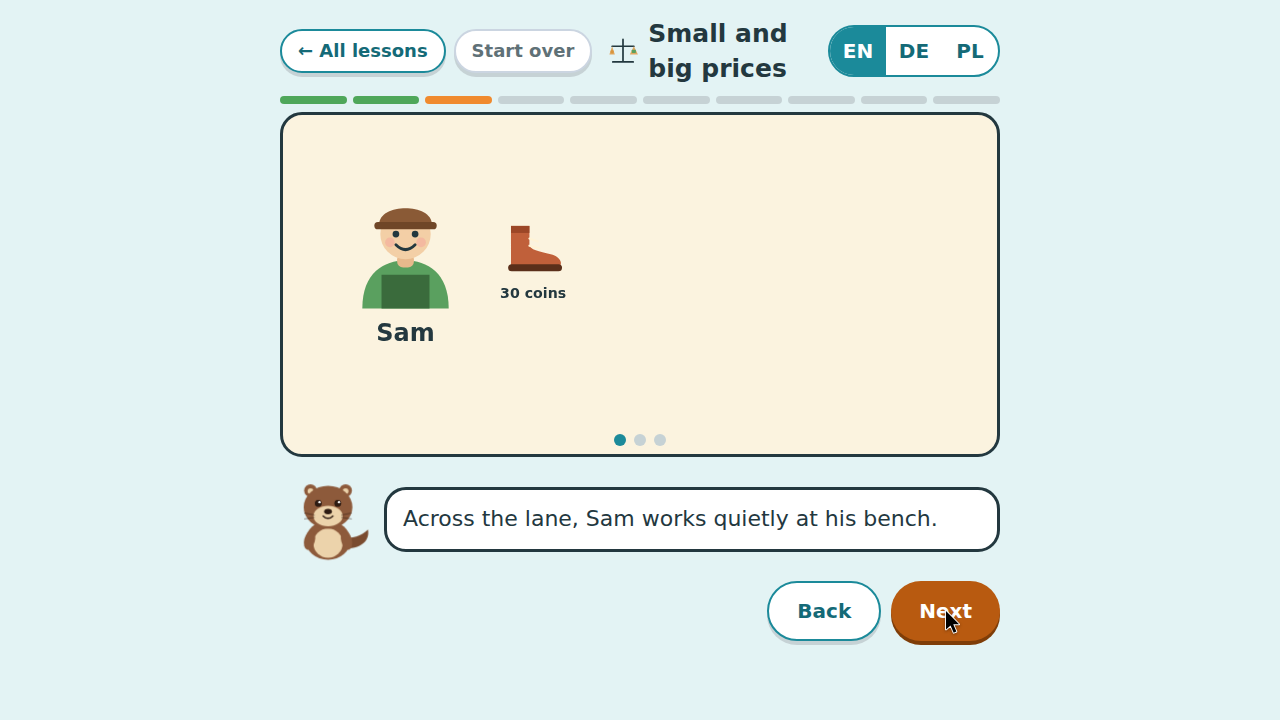 ← All lessons
Start over
Small and
big prices
EN
DE
PL
30 coins
Sam
Across the lane, Sam works quietly at his bench.
Back
Next